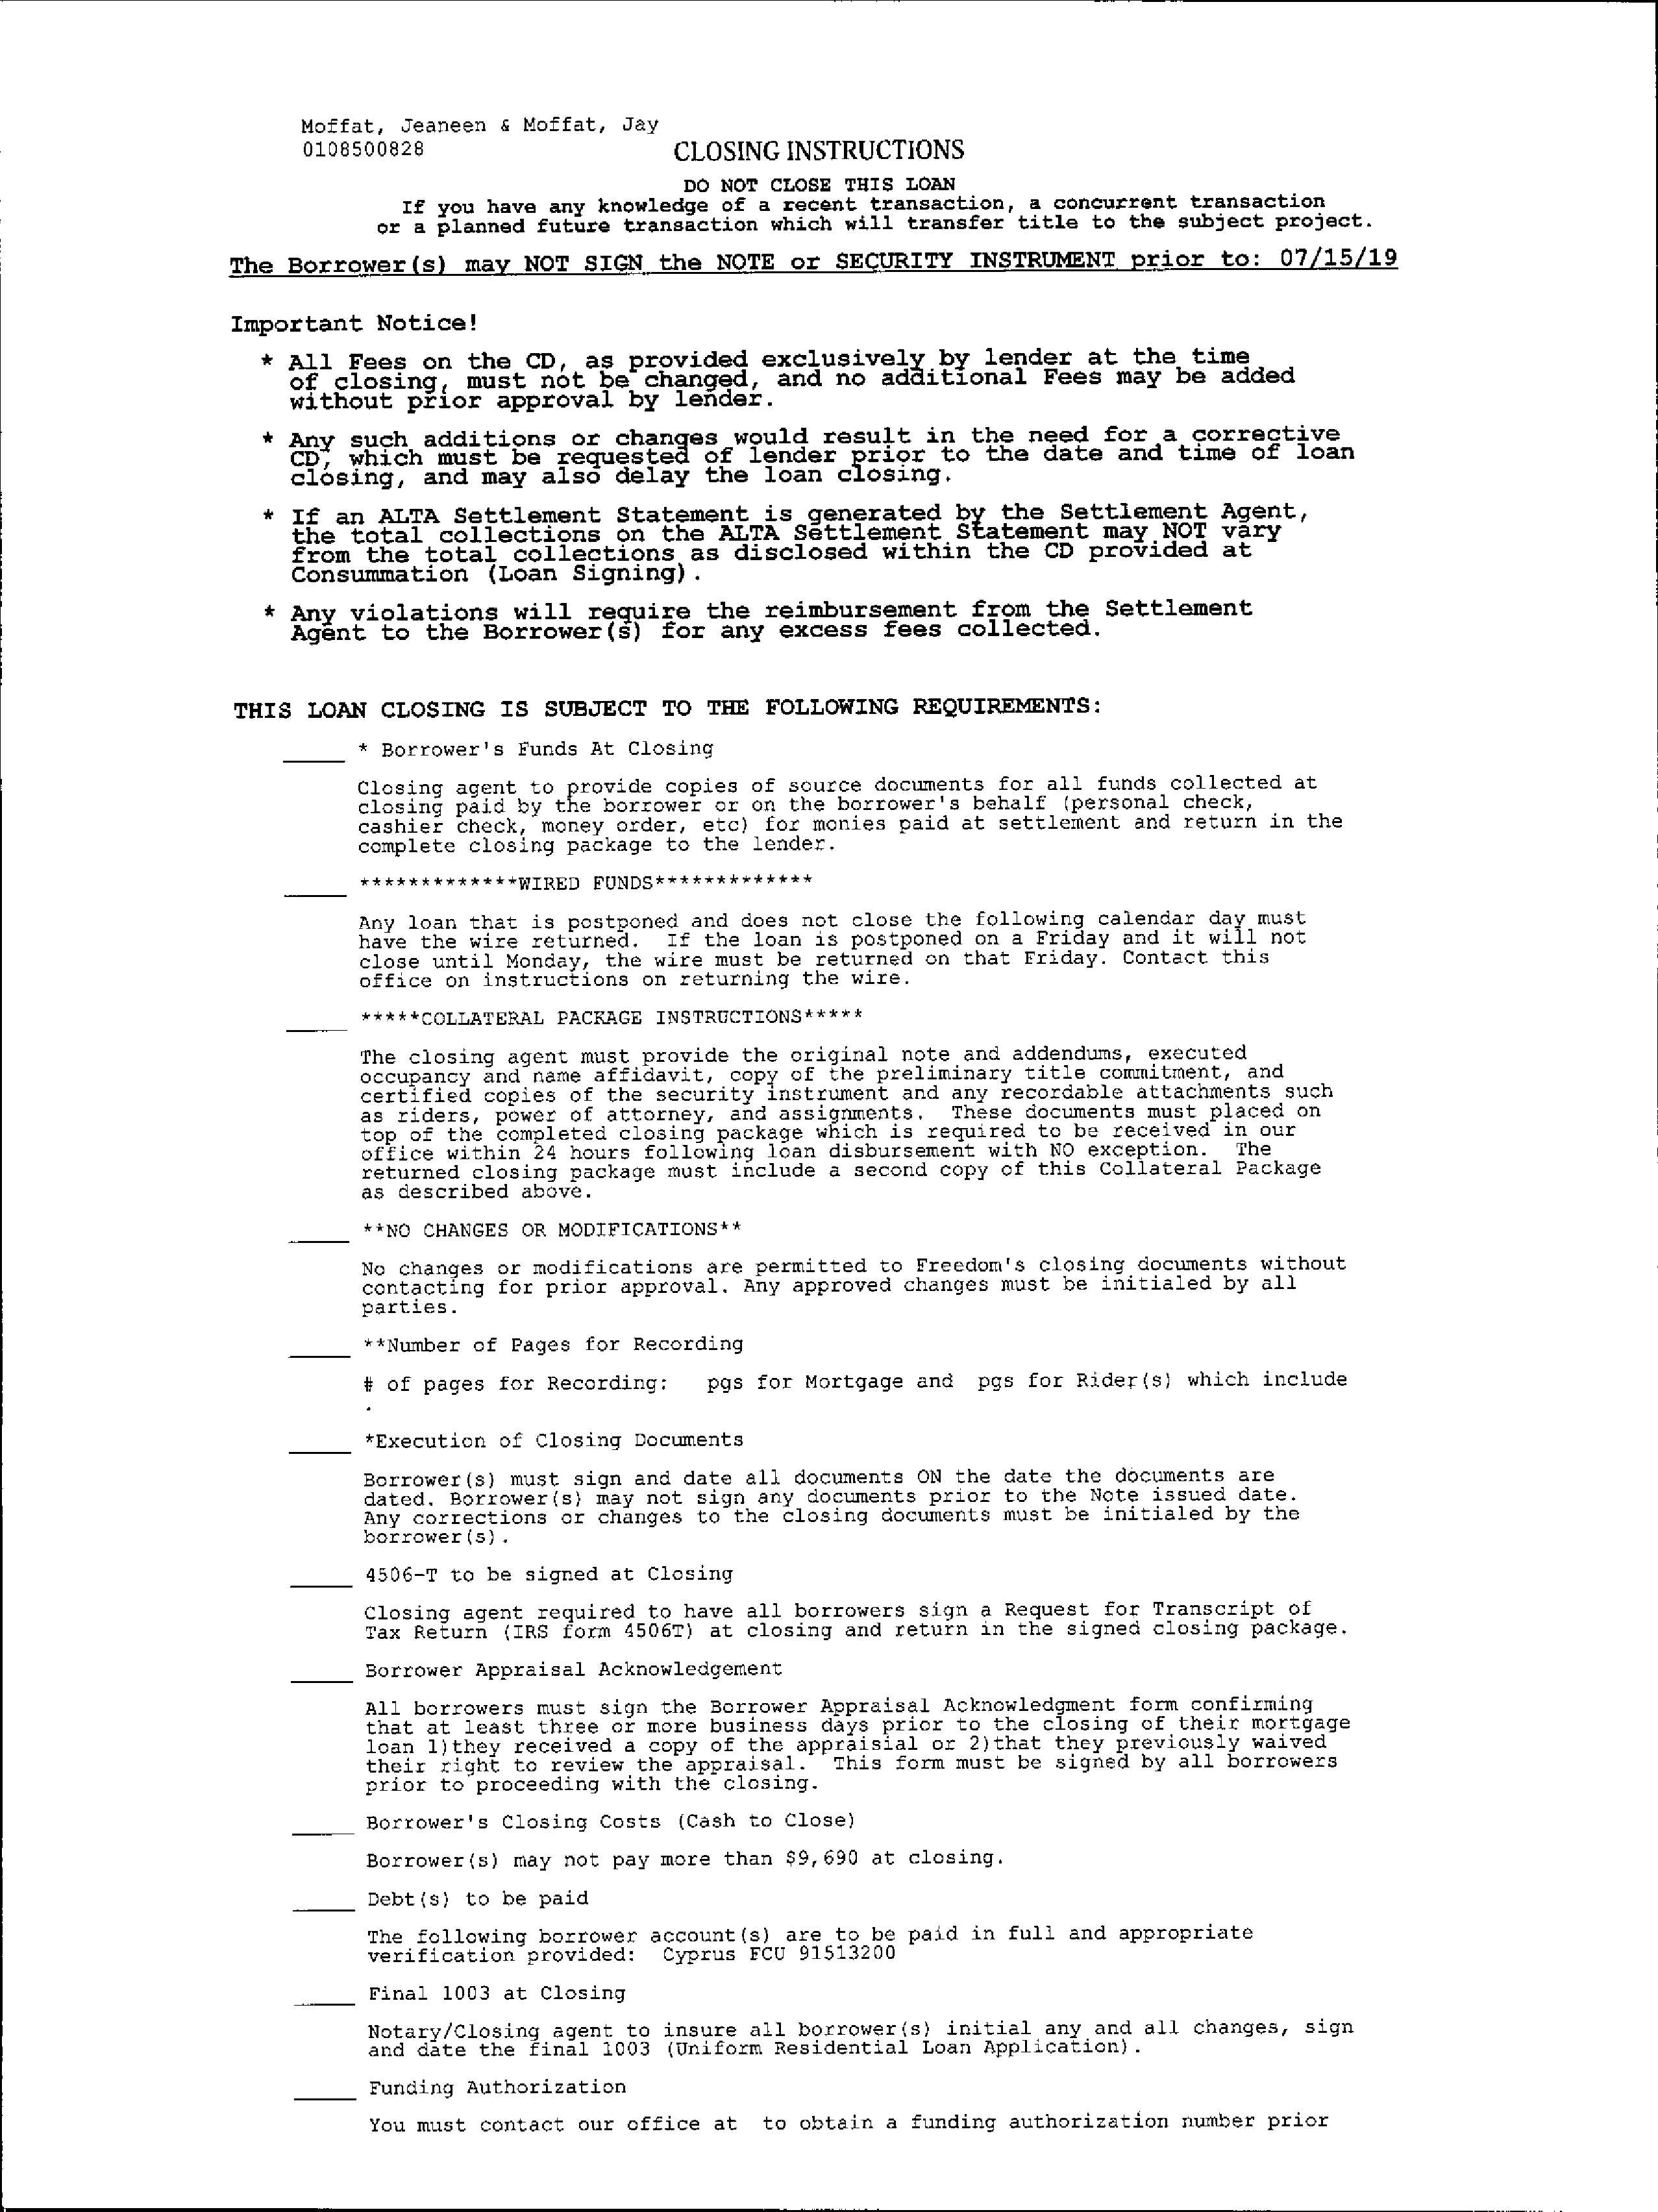 Moffat, Jeaneen & Moffat, Jay
0108500828
CLOSING INSTRUCTIONS
DO NOT CLOSE THIS LOAN
If you have any knowledge of a recent transaction, a concurrent transaction
or a planned future transaction which will transfer title to the subject project.
The Borrower(s) may NOT SIGN the NOTE or SECURITY INSTRUMENT prior to: 07/15/19
Important Notice!
* All Fees on the CD, as provided exclusively by lender at the time
of closing, must not be changed, and no additional Fees may be added
without prior approval by lender.
* Any such additions or changes would result in the need for a corrective
CD, which must be requested of lender prior to the date and time of loan
closing, and may also delay the loan closing.
* If an ALTA Settlement Statement is generated by the Settlement Agent,
the total collections on the ALTA Settlement Statement may NOT vary
from the total collections as disclosed within the CD provided at
Consummation (Loan Signing).
* Any violations will require the reimbursement from the Settlement
Agent to the Borrower(s) for any excess fees collected.
THIS LOAN CLOSING IS SUBJECT TO THE FOLLOWING REQUIREMENTS:
_____ * Borrower's Funds At Closing
Closing agent to provide copies of source documents for all funds collected at
closing paid by the borrower or on the borrower's behalf (personal check,
cashier check, money order, etc) for monies paid at settlement and return in the
complete closing package to the lender.
_____ *************WIRED FUNDS*************
Any loan that is postponed and does not close the following calendar day must
have the wire returned.  If the loan is postponed on a Friday and it will not
close until Monday, the wire must be returned on that Friday. Contact this
office on instructions on returning the wire.
_____ *****COLLATERAL PACKAGE INSTRUCTIONS*****
The closing agent must provide the original note and addendums, executed
occupancy and name affidavit, copy of the preliminary title commitment, and
certified copies of the security instrument and any recordable attachments such
as riders, power of attorney, and assignments.  These documents must placed on
top of the completed closing package which is required to be received in our
office within 24 hours following loan disbursement with NO exception.  The
returned closing package must include a second copy of this Collateral Package
as described above.
_____ **NO CHANGES OR MODIFICATIONS**
No changes or modifications are permitted to Freedom's closing documents without
contacting for prior approval. Any approved changes must be initialed by all
parties.
_____ **Number of Pages for Recording
# of pages for Recording:   pgs for Mortgage and  pgs for Rider(s) which include
.
_____ *Execution of Closing Documents
Borrower(s) must sign and date all documents ON the date the documents are
dated. Borrower(s) may not sign any documents prior to the Note issued date.
Any corrections or changes to the closing documents must be initialed by the
borrower(s).
_____ 4506-T to be signed at Closing
Closing agent required to have all borrowers sign a Request for Transcript of
Tax Return (IRS form 4506T) at closing and return in the signed closing package.
_____ Borrower Appraisal Acknowledgement
All borrowers must sign the Borrower Appraisal Acknowledgment form confirming
that at least three or more business days prior to the closing of their mortgage
loan 1)they received a copy of the appraisial or 2)that they previously waived
their right to review the appraisal.  This form must be signed by all borrowers
prior to proceeding with the closing.
_____ Borrower's Closing Costs (Cash to Close)
Borrower(s) may not pay more than $9,690 at closing.
_____ Debt(s) to be paid
The following borrower account(s) are to be paid in full and appropriate
verification provided:  Cyprus FCU 91513200
_____ Final 1003 at Closing
Notary/Closing agent to insure all borrower(s) initial any and all changes, sign
and date the final 1003 (Uniform Residential Loan Application).
_____ Funding Authorization
You must contact our office at  to obtain a funding authorization number prior